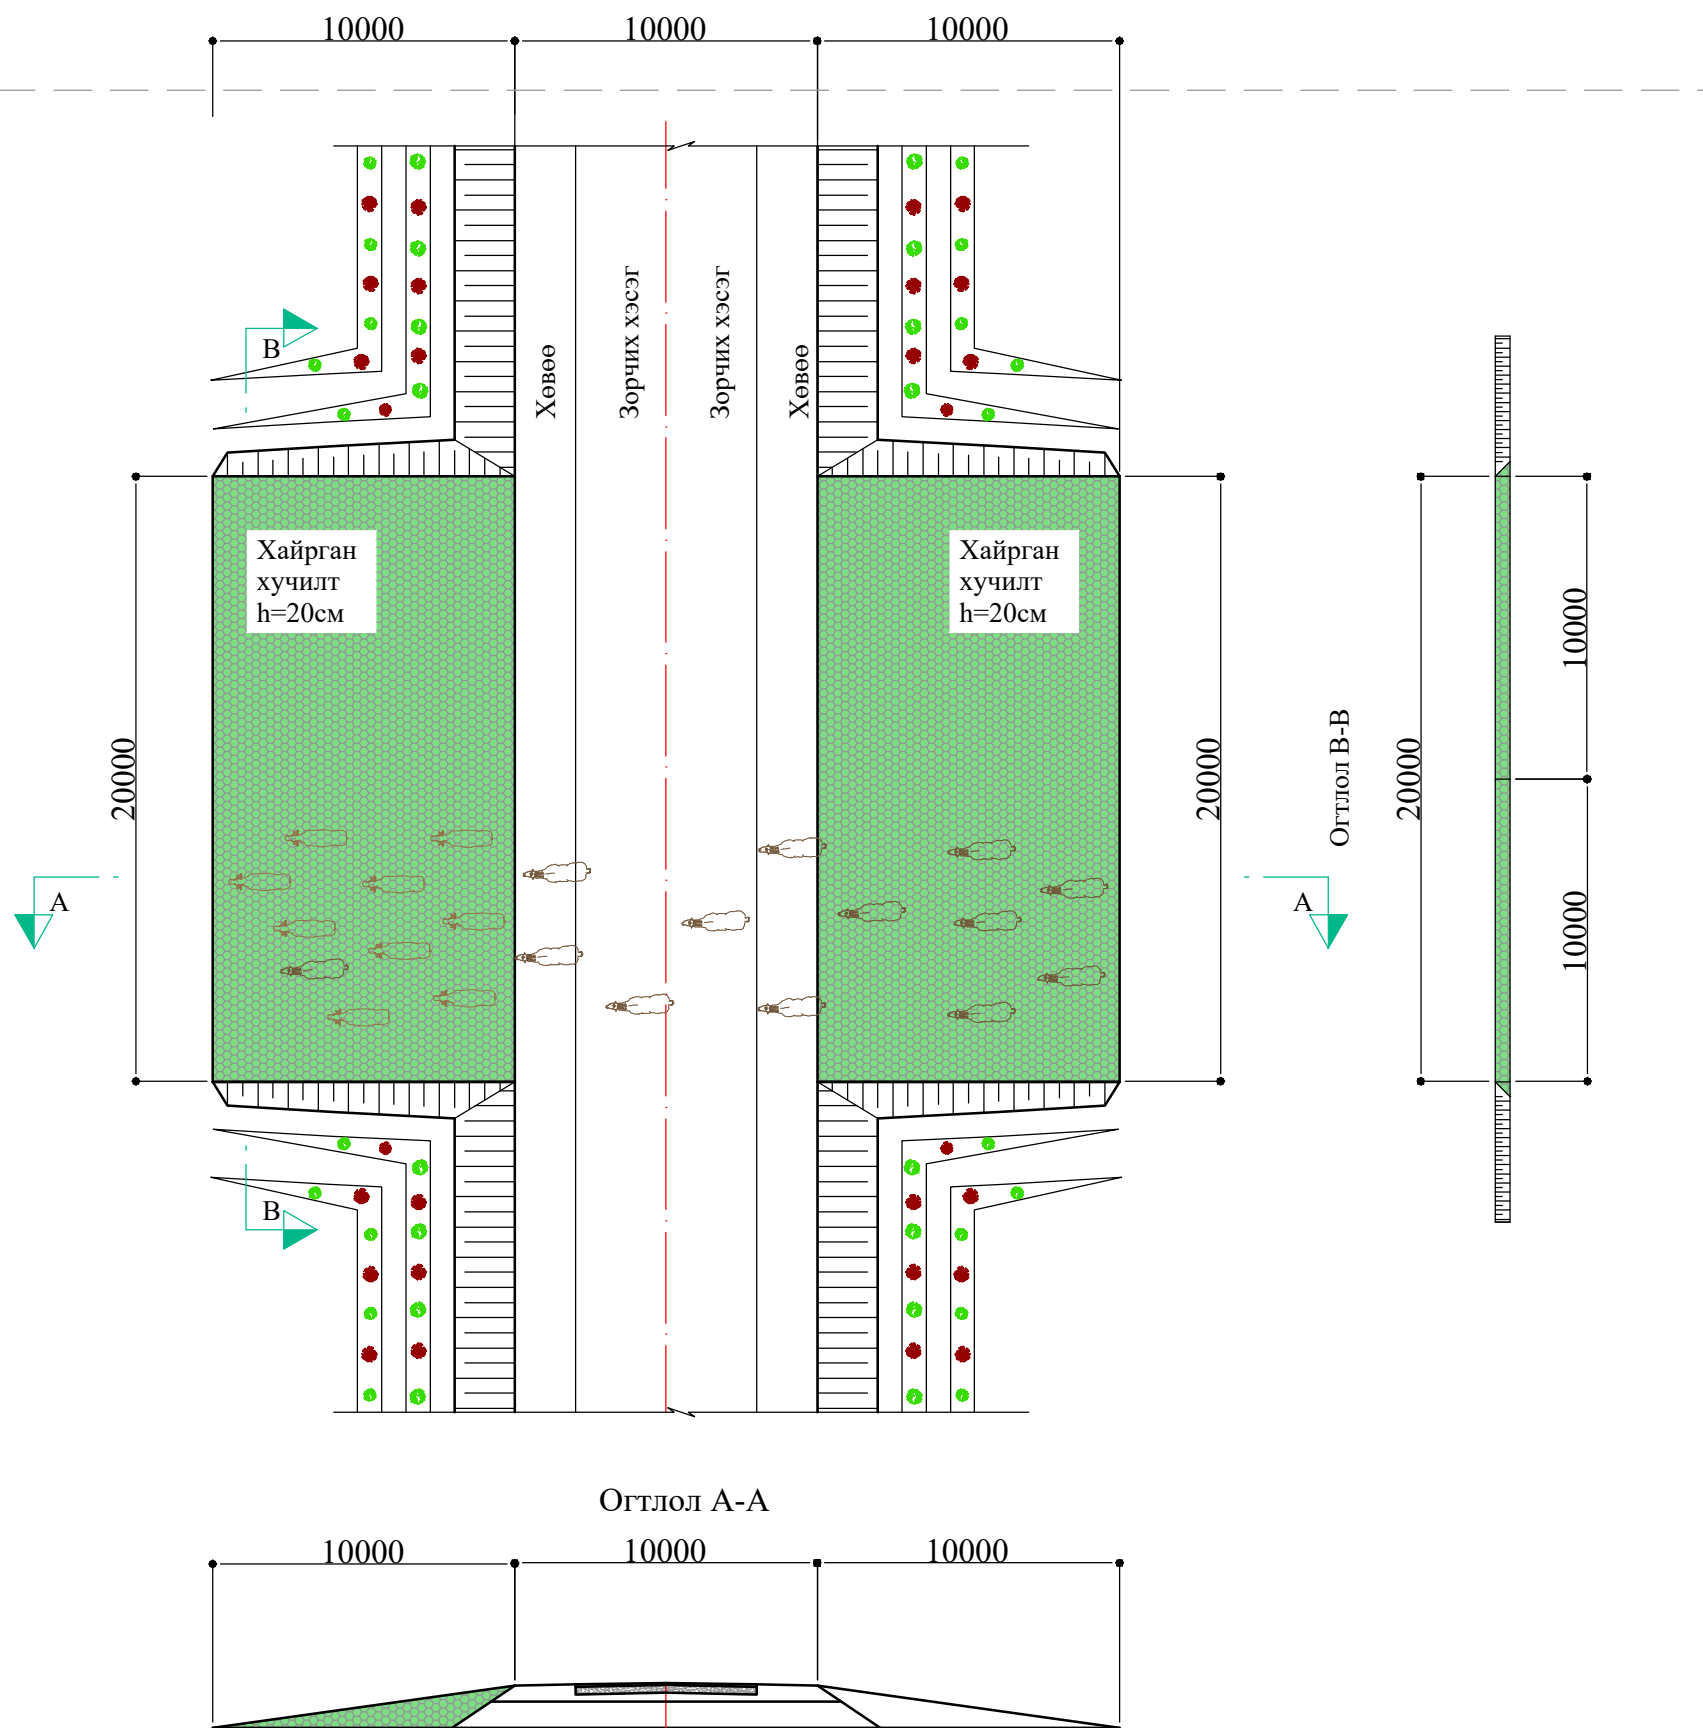 10000
10000
10000
B
Хөвөө
Зорчих хэсэг
Зорчих хэсэг
Хөвөө
Хайрган
хучилт
h=20см
Хайрган
хучилт
h=20см
20000
20000
Огтлол B-B
20000
10000
10000
A
A
B
Огтлол А-А
10000
10000
10000